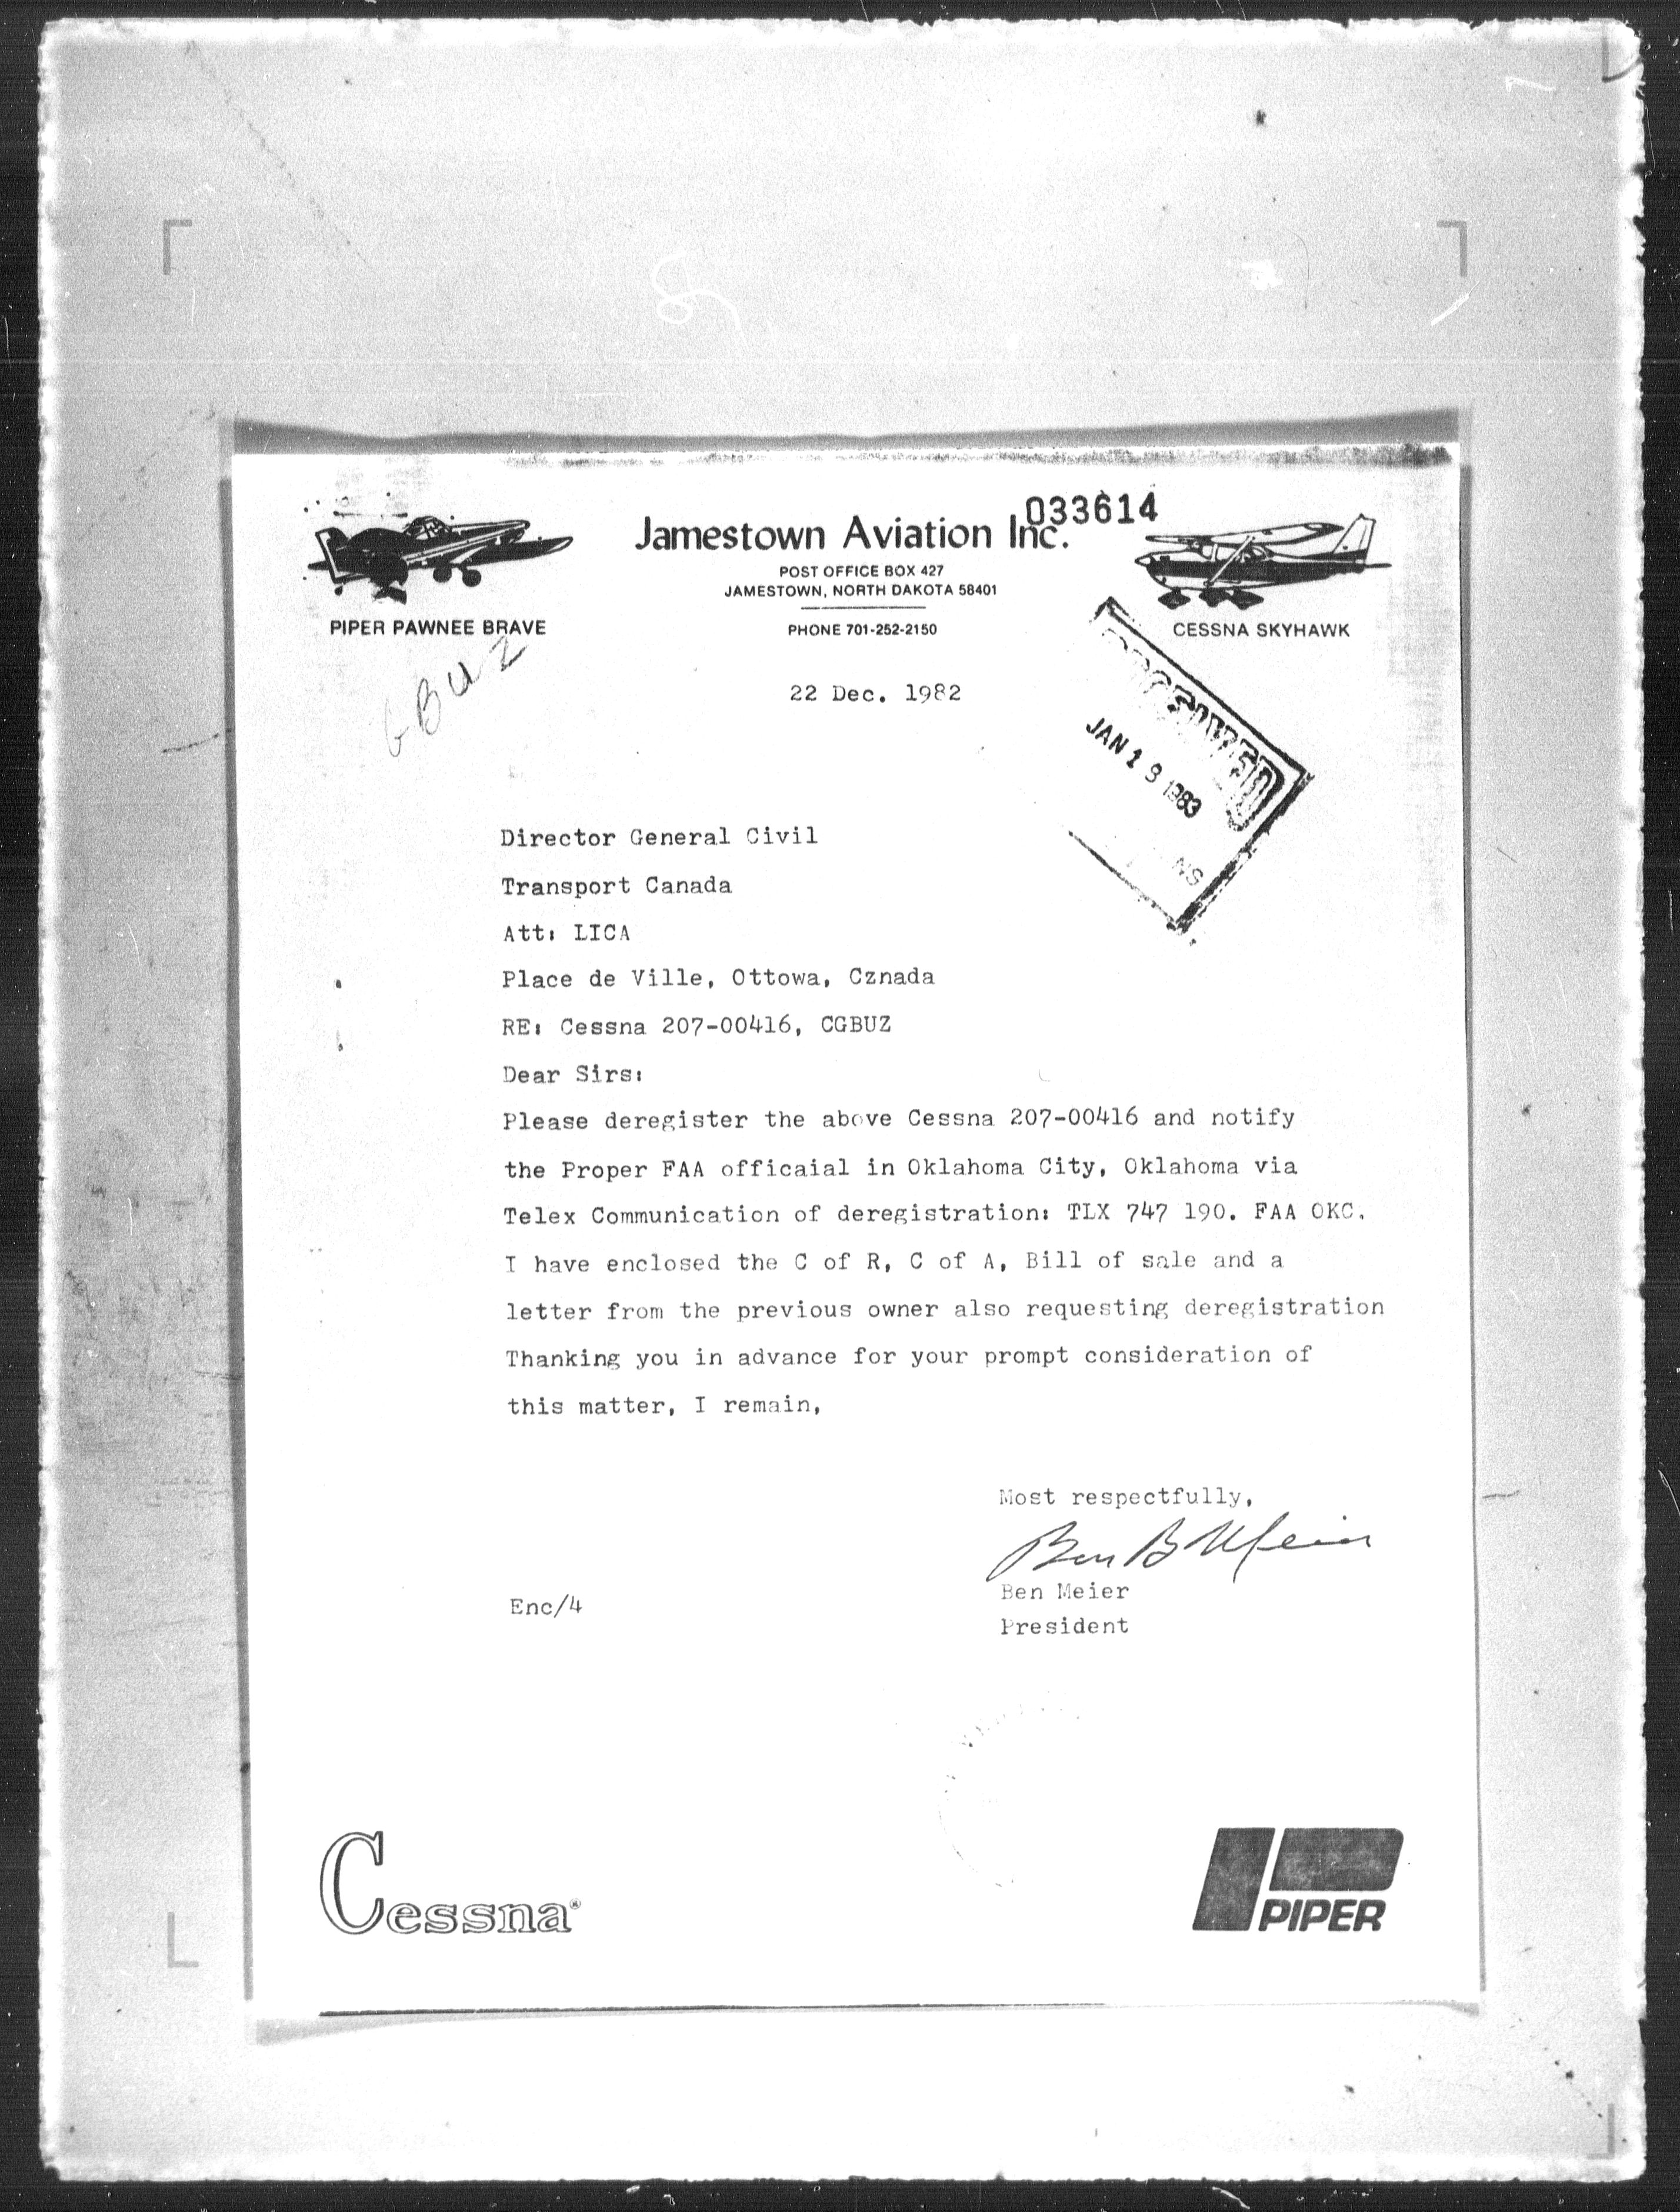 033614
Jamestown Aviation Inc.
POST OFFICE BOX 427
JAMESTOWN, NORTH DAKOTA 58401
PHONE 701-252-2150
PIPER PAWNEE BRAVE
CESSNA SKYHAWK
GBUZ
22 Dec. 1982
RECEIVED
JAN 19 1983
Director General Civil
Transport Canada
Att: LICA
Place de Ville, Ottowa, Cznada
RE: Cessna 207-00416, CGBUZ
Dear Sirs:
Please deregister the above Cessna 207-00416 and notify
the Proper FAA officaial in Oklahoma City, Oklahoma via
Telex Communication of deregistration: TLX 747 190. FAA OKC.
I have enclosed the C of R, C of A, Bill of sale and a
letter from the previous owner also requesting deregistration
Thanking you in advance for your prompt consideration of
this matter, I remain,
Most respectfully,
Ben B Meier
Ben Meier
President
Enc/4
Cessna®
PIPER